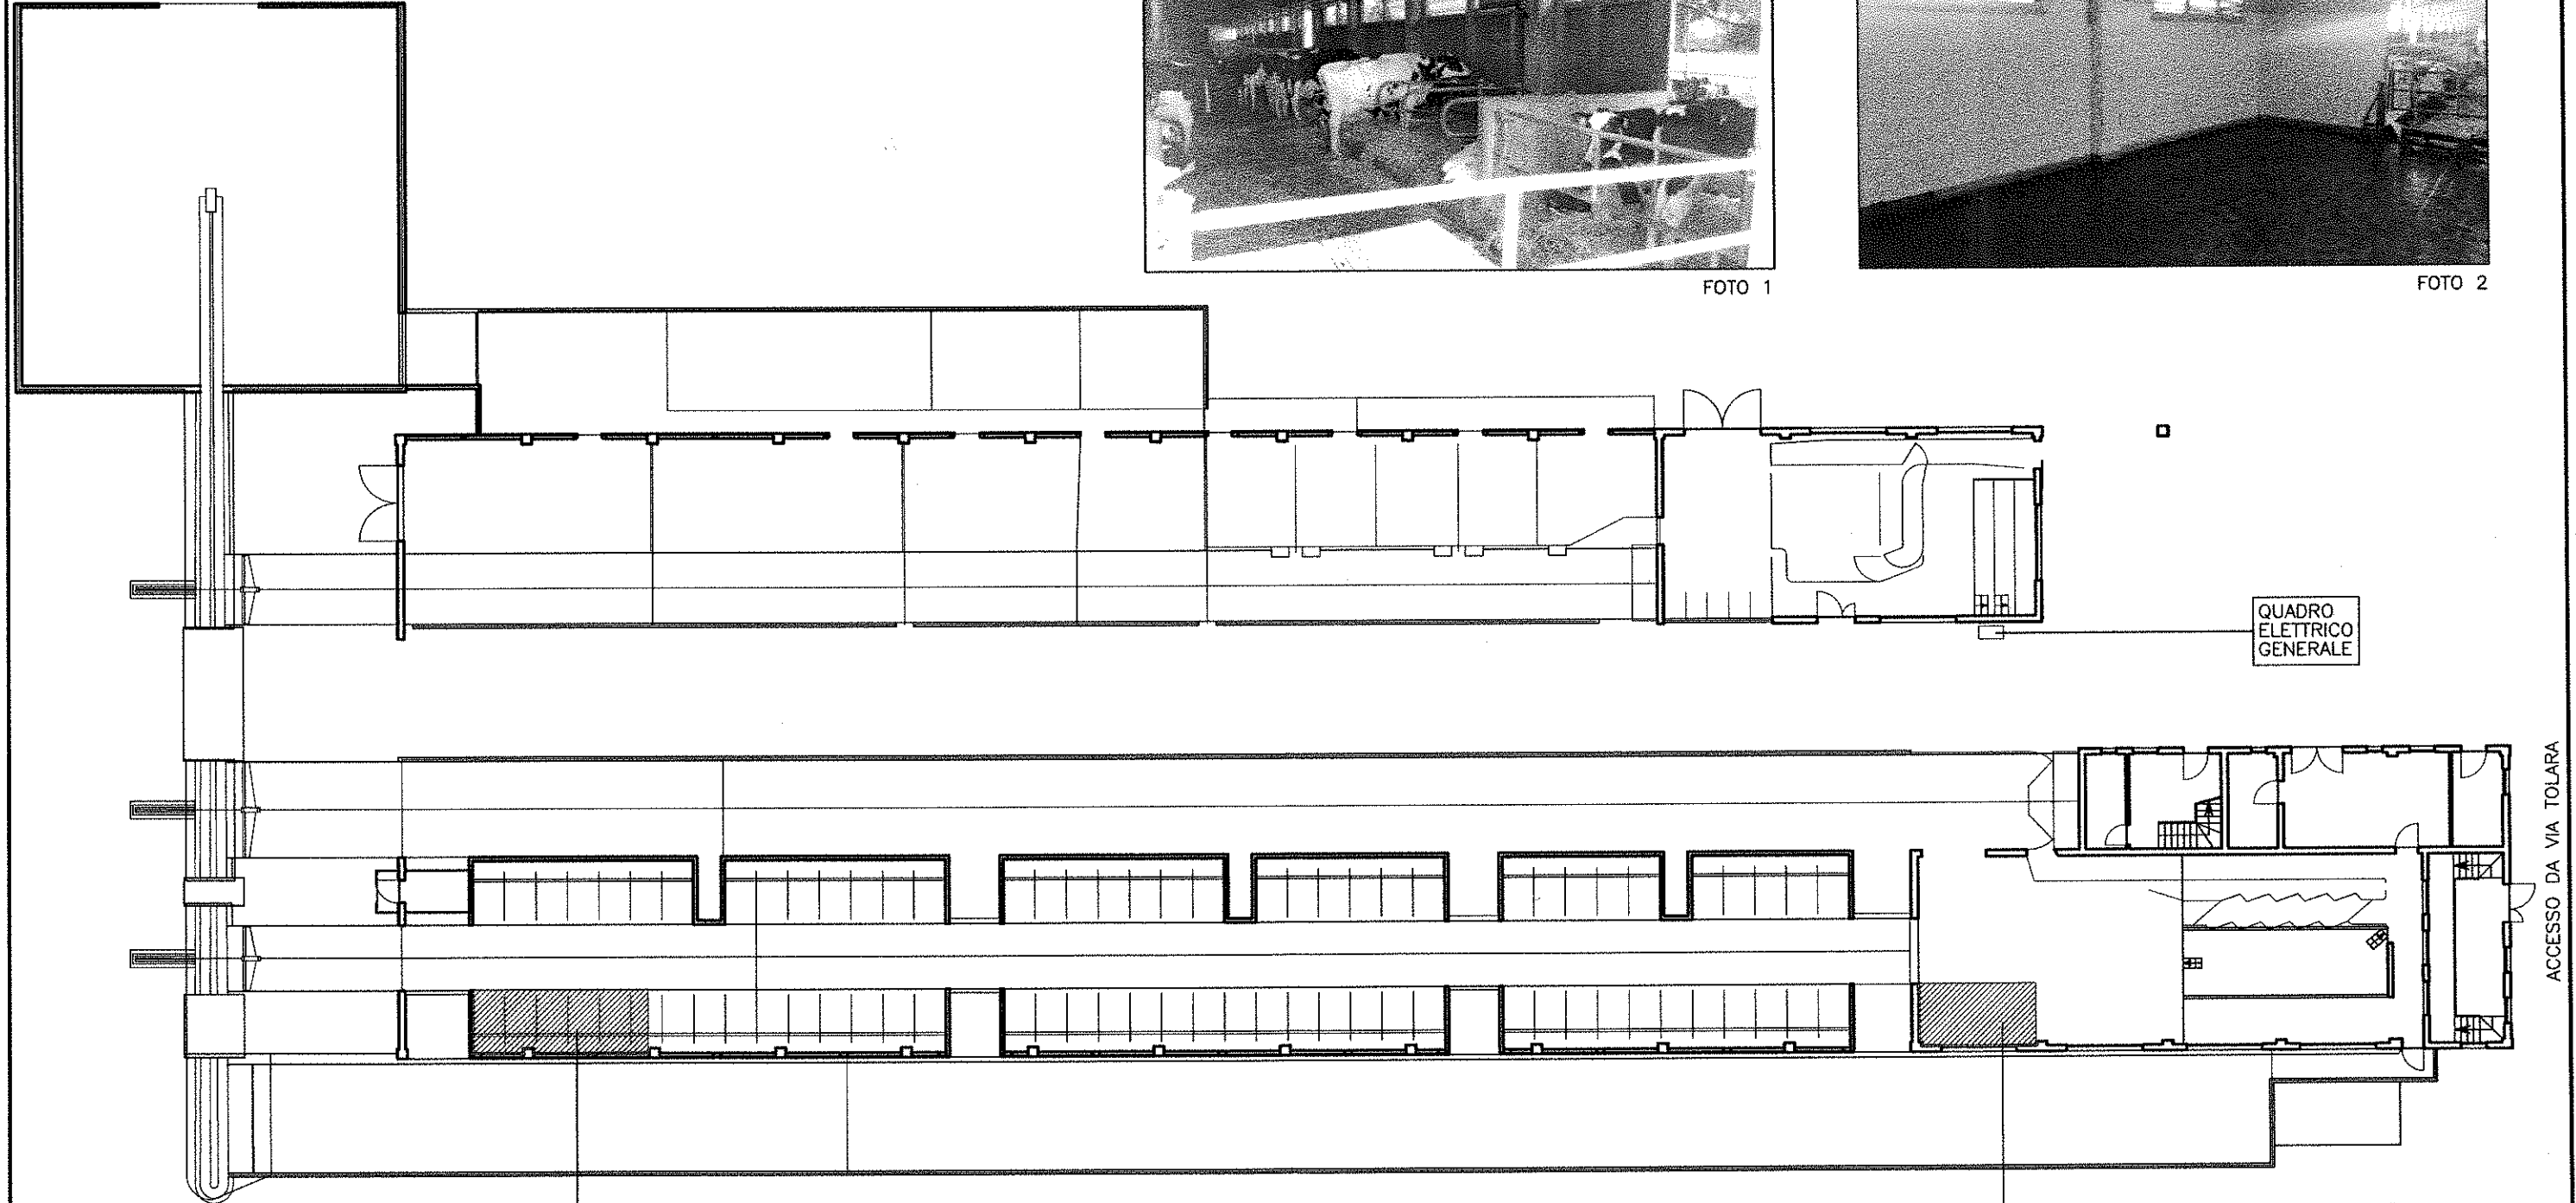 FOTO 1
FOTO 2
QUADRO
ELETTRICO
GENERALE
ACCESSO DA VIA TOLARA